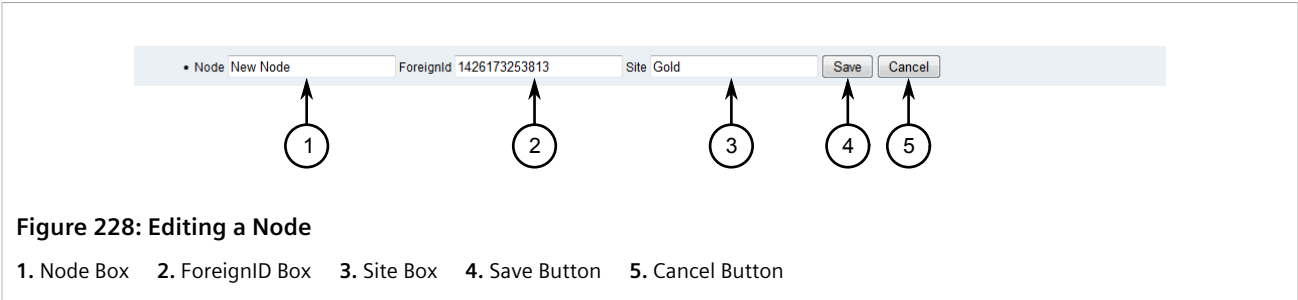 • Node New Node ForeignId 1426173253813 Site Gold Save Cancel
1 2 3 4 5
Figure 228: Editing a Node
1. Node Box 2. ForeignID Box 3. Site Box 4. Save Button 5. Cancel Button